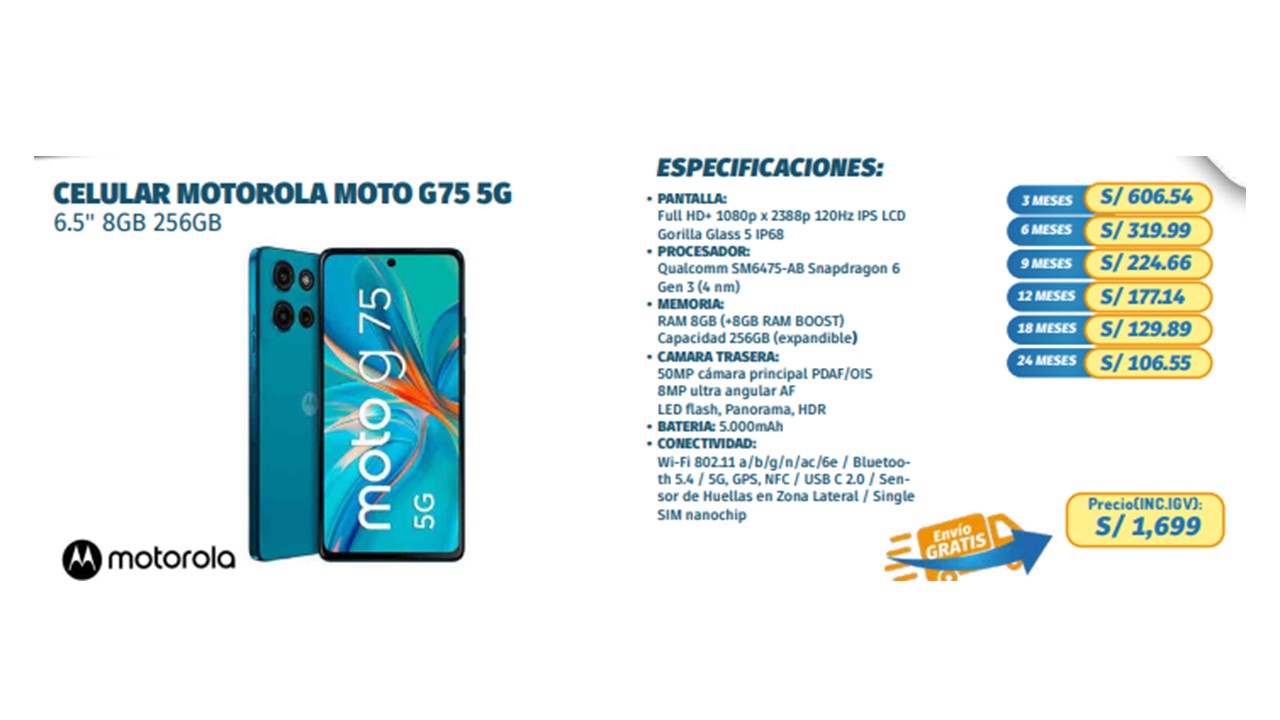 CELULAR MOTOROLA MOTO G75 5G
6.5" 8GB 256GB
moto g 75
5G
motorola
ESPECIFICACIONES:
• PANTALLA:
Full HD+ 1080p x 2388p 120Hz IPS LCD
Gorilla Glass 5 IP68
• PROCESADOR:
Qualcomm SM6475-AB Snapdragon 6
Gen 3 (4 nm)
• MEMORIA:
RAM 8GB (+8GB RAM BOOST)
Capacidad 256GB (expandible)
• CAMARA TRASERA:
50MP cámara principal PDAF/OIS
8MP ultra angular AF
LED flash, Panorama, HDR
• BATERIA: 5.000mAh
• CONECTIVIDAD:
Wi-Fi 802.11 a/b/g/n/ac/6e / Bluetoo-
th 5.4 / 5G, GPS, NFC / USB C 2.0 / Sen-
sor de Huellas en Zona Lateral / Single
SIM nanochip
3 MESES S/ 606.54
6 MESES S/ 319.99
9 MESES S/ 224.66
12 MESES S/ 177.14
18 MESES S/ 129.89
24 MESES S/ 106.55
Envío
GRATIS
Precio(INC.IGV):
S/ 1,699